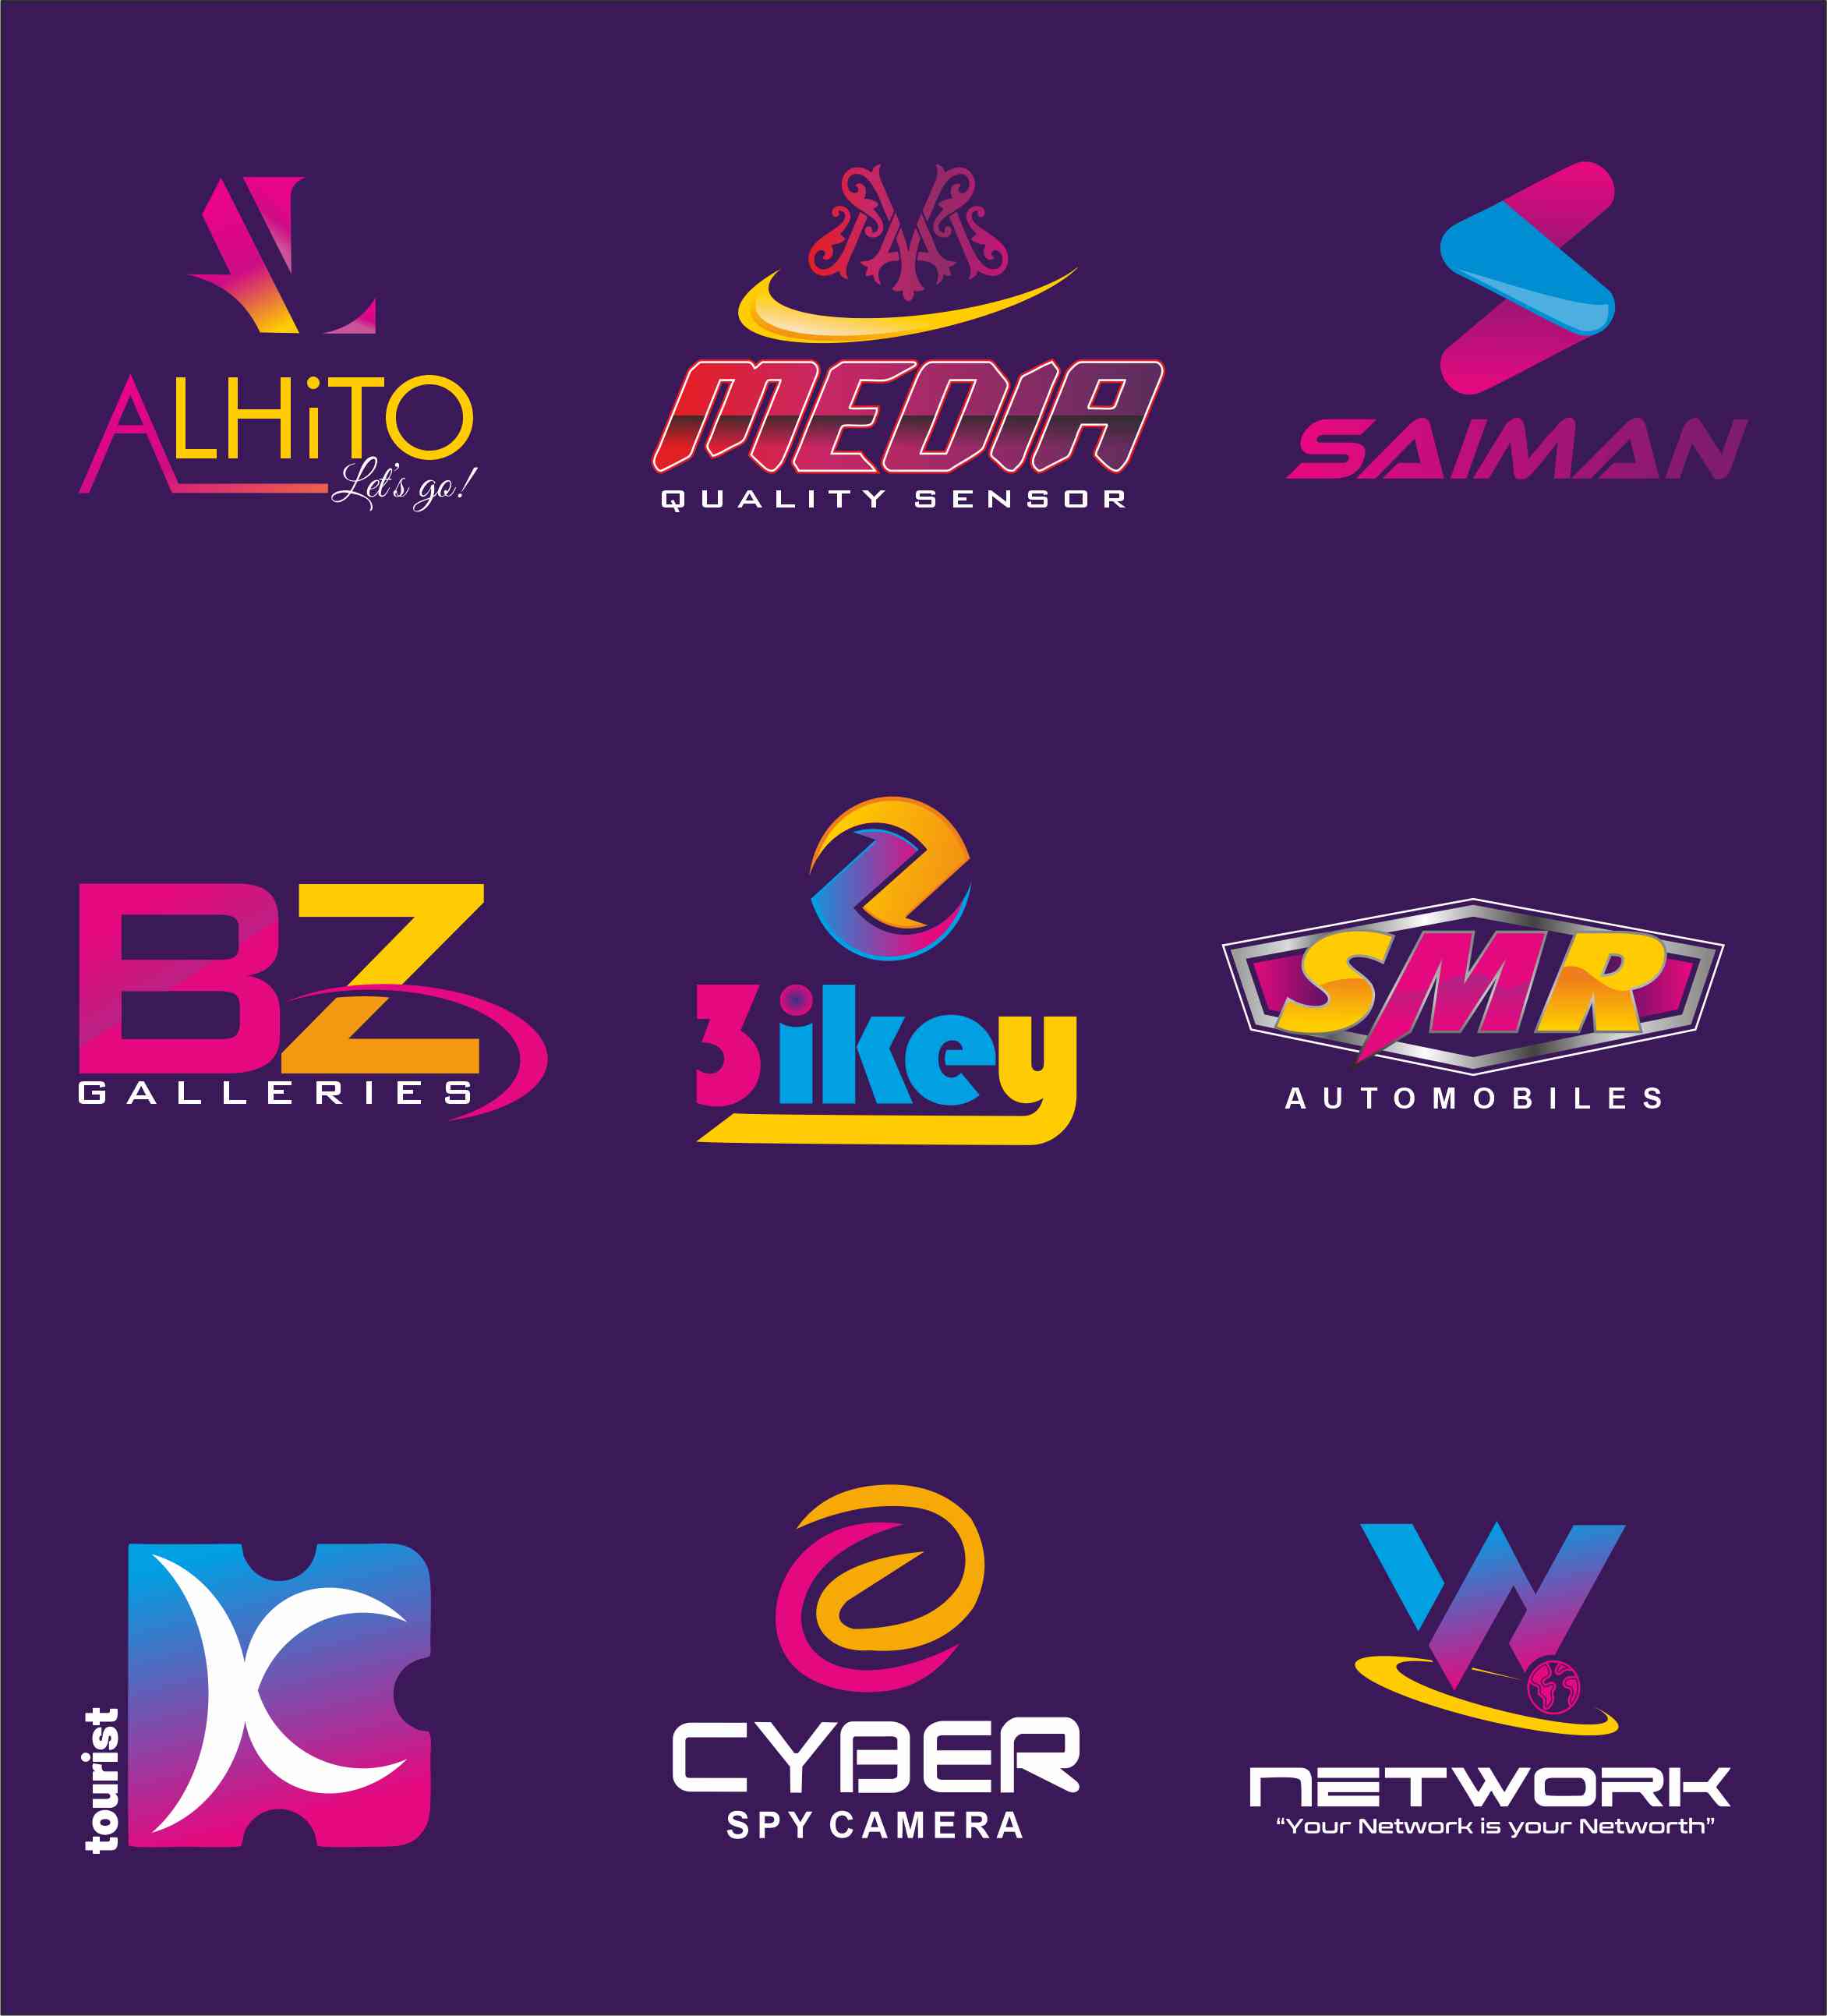 ALHiTO
Let's go!
MEDIA
QUALITY SENSOR
SAIMAN
BZ
GALLERIES
3ikey
SMR
AUTOMOBILES
tourist
CYBER
SPY CAMERA
NETWORK
“Your Network is your Networth”